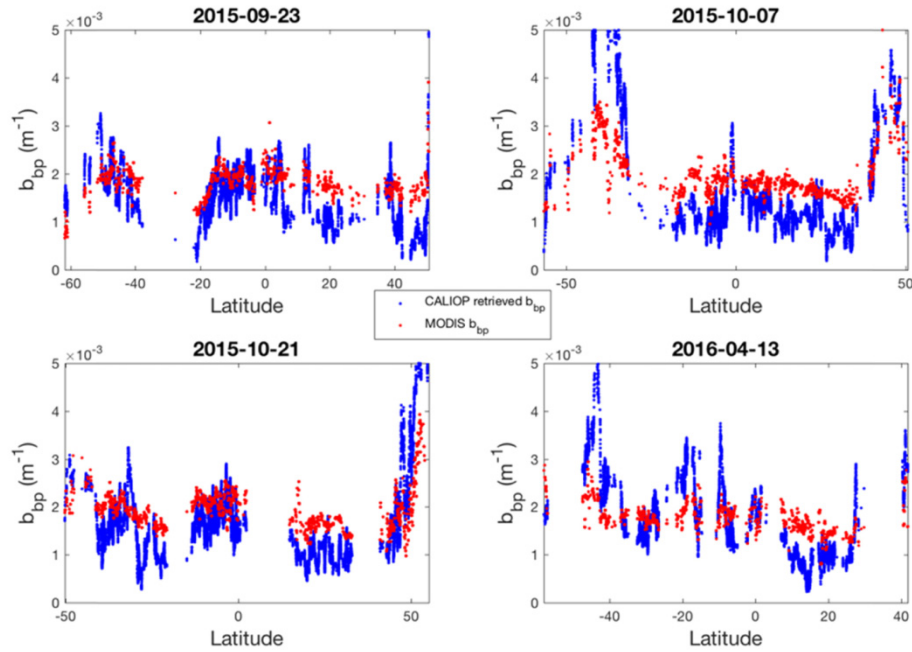 2015-09-23
×10⁻³
5
4
3
2
1
0
b_bp (m⁻¹)
-60 -40 -20 0 20 40
Latitude
2015-10-07
×10⁻³
5
4
3
2
1
0
b_bp (m⁻¹)
-50 0 50
Latitude
CALIOP retrieved b_bp
MODIS b_bp
2015-10-21
×10⁻³
5
4
3
2
1
0
b_bp (m⁻¹)
-50 0 50
Latitude
2016-04-13
×10⁻³
5
4
3
2
1
0
b_bp (m⁻¹)
-40 -20 0 20 40
Latitude